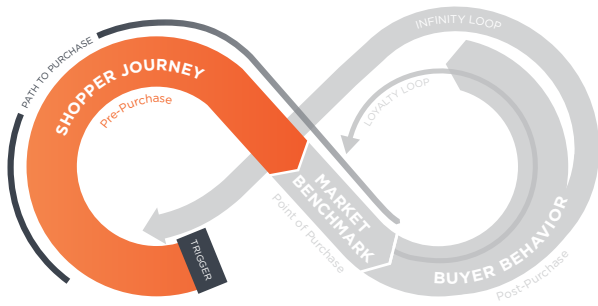 PATH TO PURCHASE
SHOPPER JOURNEY
Pre-Purchase
TRIGGER
MARKET
BENCHMARK
Point of Purchase
INFINITY LOOP
LOYALTY LOOP
BUYER BEHAVIOR
Post-Purchase